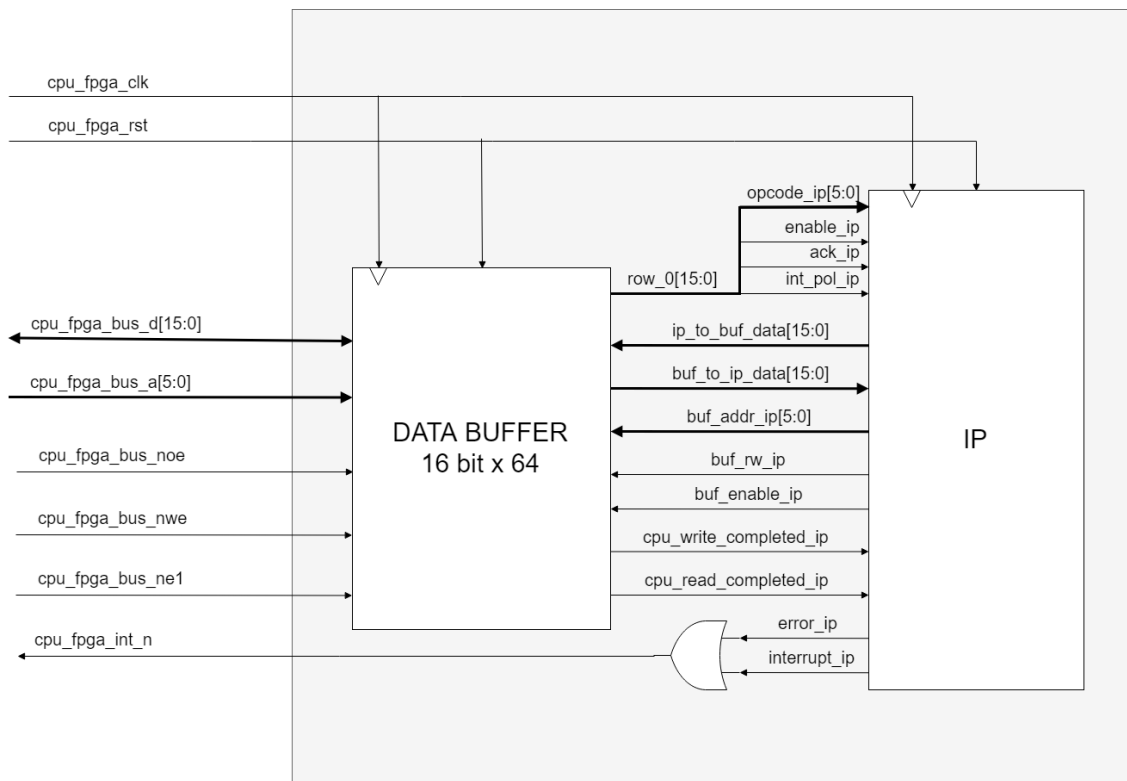 cpu_fpga_clk
cpu_fpga_rst
opcode_ip[5:0]
enable_ip
ack_ip
row_0[15:0]
int_pol_ip
cpu_fpga_bus_d[15:0]
ip_to_buf_data[15:0]
cpu_fpga_bus_a[5:0]
buf_to_ip_data[15:0]
buf_addr_ip[5:0]
DATA BUFFER
16 bit x 64
IP
cpu_fpga_bus_noe
buf_rw_ip
buf_enable_ip
cpu_fpga_bus_nwe
cpu_write_completed_ip
cpu_fpga_bus_ne1
cpu_read_completed_ip
error_ip
cpu_fpga_int_n
interrupt_ip